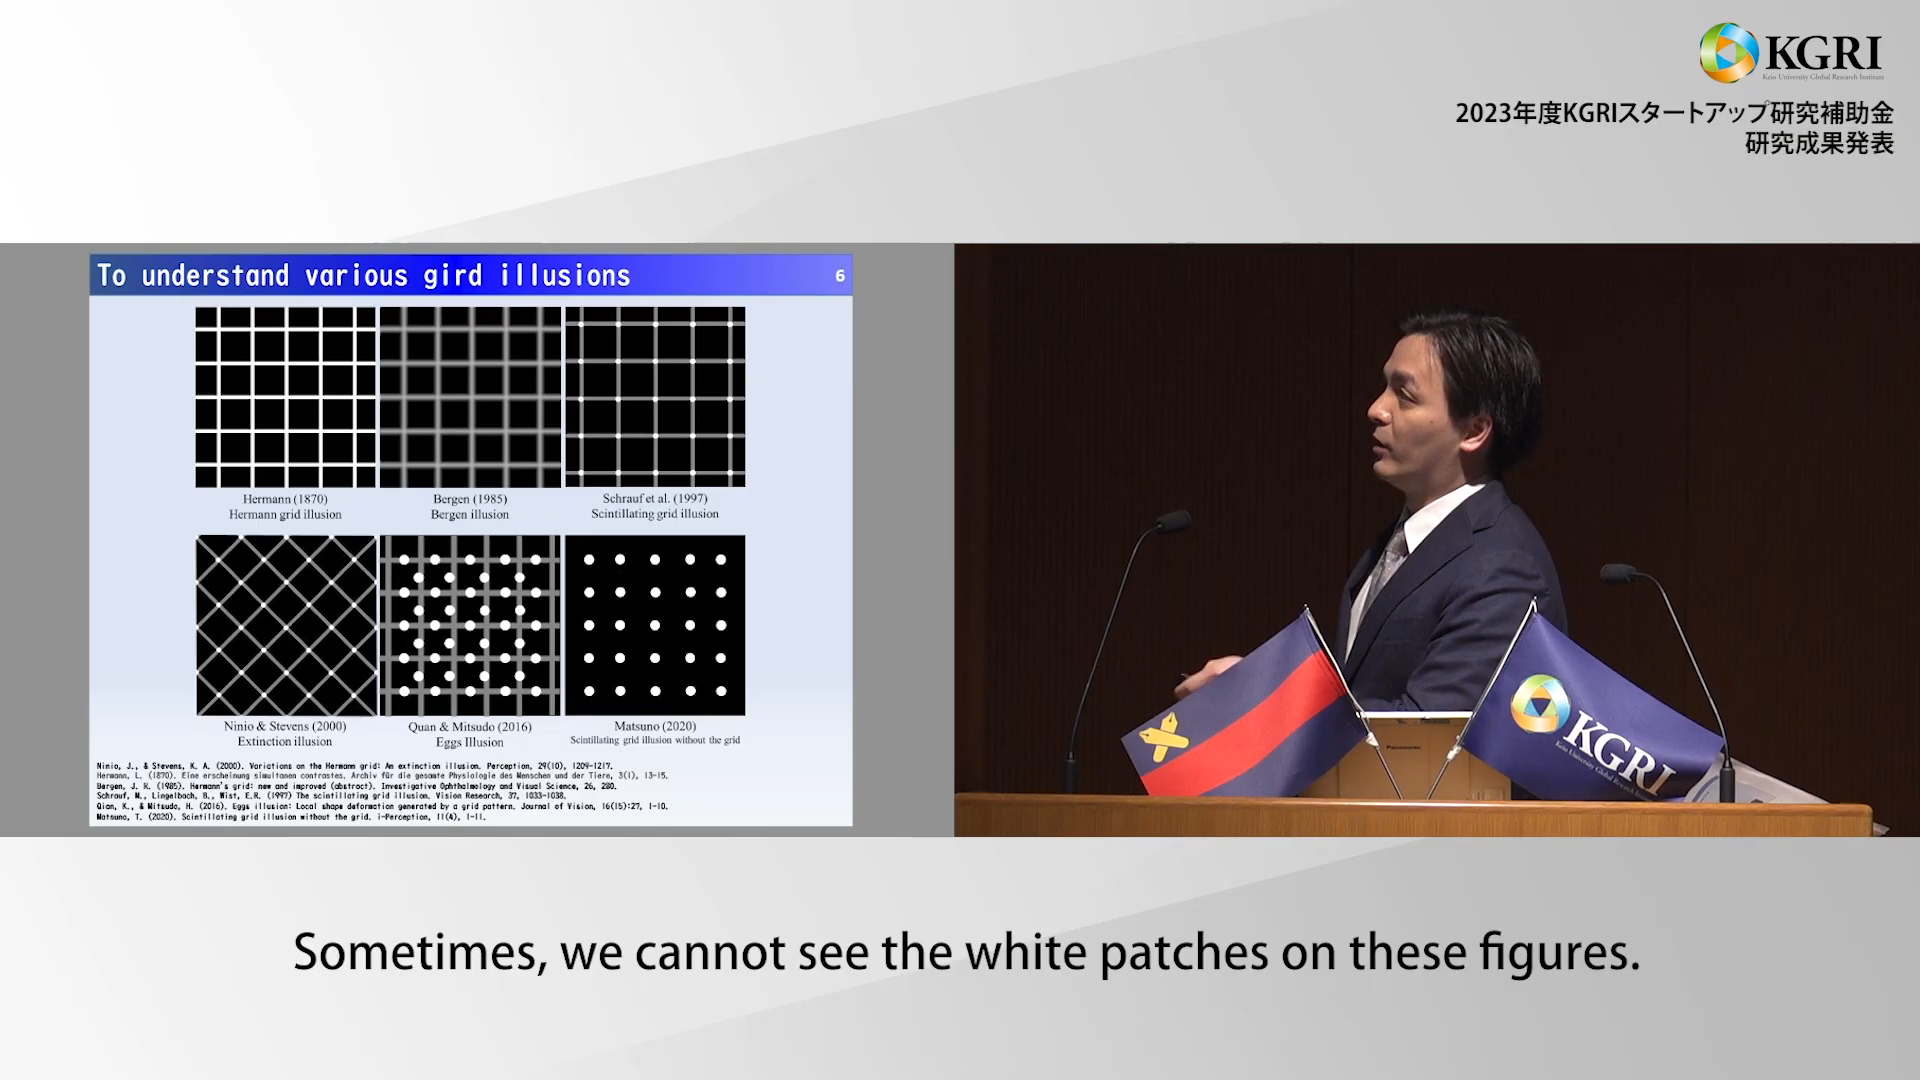 KGRI
Keio University Global Research Institute
2023年度KGRIスタートアップ研究補助金
研究成果発表
To understand various gird illusions
6
Hermann (1870)
Hermann grid illusion
Bergen (1985)
Bergen illusion
Schrauf et al. (1997)
Scintillating grid illusion
Ninio & Stevens (2000)
Extinction illusion
Quan & Mitsudo (2016)
Eggs Illusion
Matsuno (2020)
Scintillating grid illusion without the grid
Ninio, J., & Stevens, K. A. (2000). Variations on the Hermann grid: An extinction illusion. Perception, 29(10), 1209-1217.
Hermann, L. (1870). Eine erscheinung simultanen contrastes. Archiv für die gesamte Physiologie des Menschen und der Tiere, 3(1), 13-15.
Bergen, J. R. (1985). Hermann's grid: new and improved (abstract). Investigative Ophthalmology and Visual Science, 26, 280.
Schrauf, M., Lingelbach, B., Wist, E.R. (1997) The scintillating grid illusion. Vision Research, 37, 1033-1038.
Qian, K., & Mitsudo, H. (2016). Eggs illusion: Local shape deformation generated by a grid pattern. Journal of Vision, 16(15):27, 1-10.
Matsuno, T. (2020). Scintillating grid illusion without the grid. i-Perception, 11(4), 1-11.
Panasonic
KGRI
Sometimes, we cannot see the white patches on these figures.